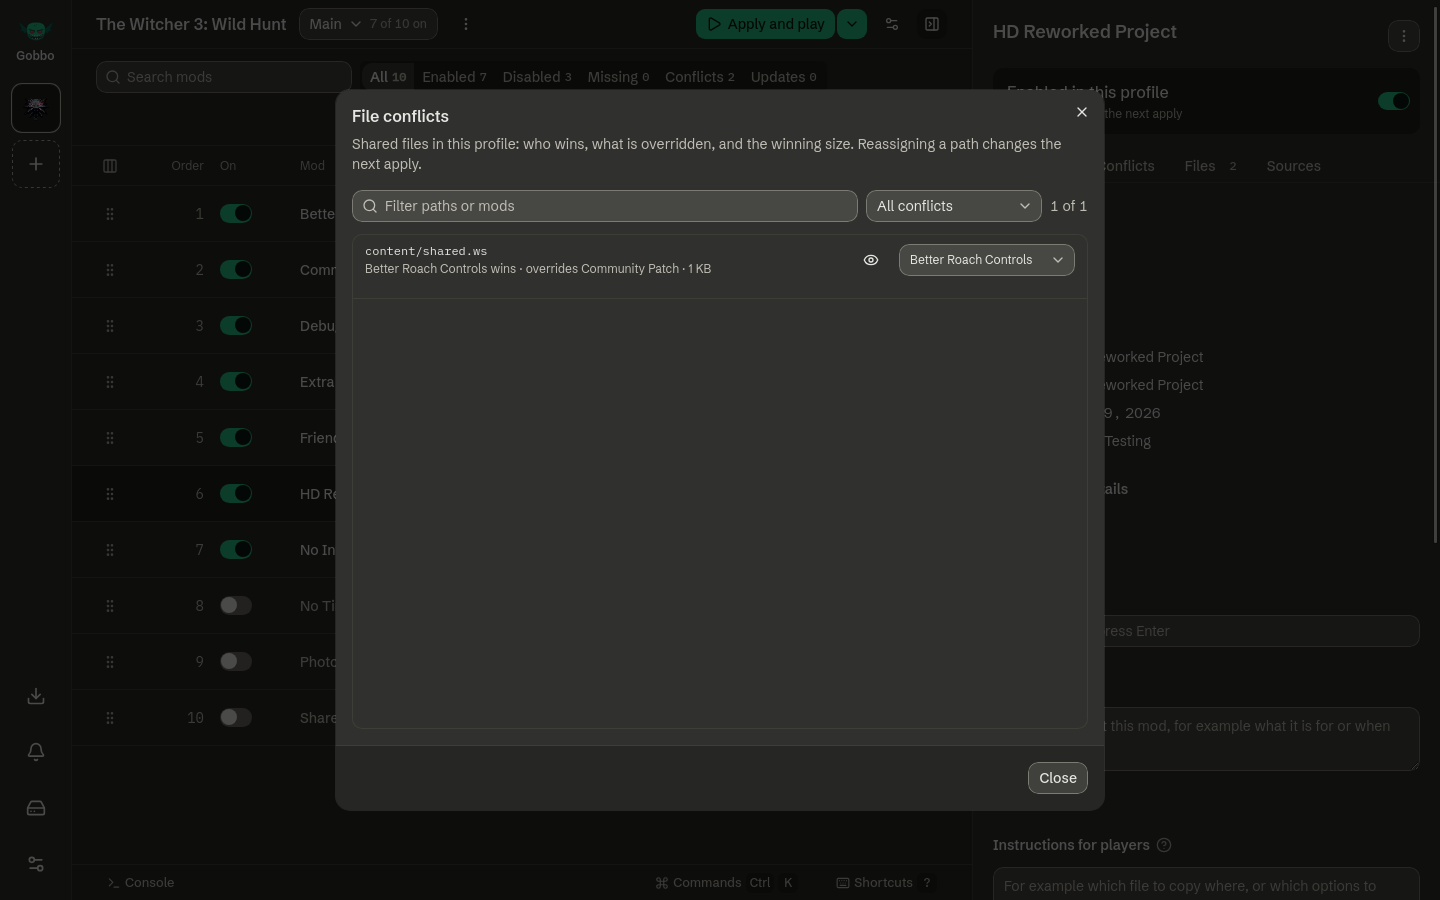 The Witcher 3: Wild Hunt
Main 7 of 10 on
Apply and play
HD Reworked Project
Gobbo
Search mods
All 10 Enabled 7 Disabled 3 Missing 0 Conflicts 2 Updates 0
Enabled in this profile
the next apply
File conflicts
Shared files in this profile: who wins, what is overridden, and the winning size. Reassigning a path changes the
next apply.
Order On Mod
Conflicts Files 2 Sources
Filter paths or mods
All conflicts
1 of 1
1 Bette
content/shared.ws
Better Roach Controls wins · overrides Community Patch · 1 KB
Better Roach Controls
2 Comm
3 Debu
eworked Project
4 Extra
eworked Project
9, 2026
5 Friend
Testing
6 HD Re
ails
7 No In
8 No Ti
ress Enter
9 Photo
10 Share
t this mod, for example what it is for or when
Close
Instructions for players
Console
Commands Ctrl K
Shortcuts ?
For example which file to copy where, or which options to